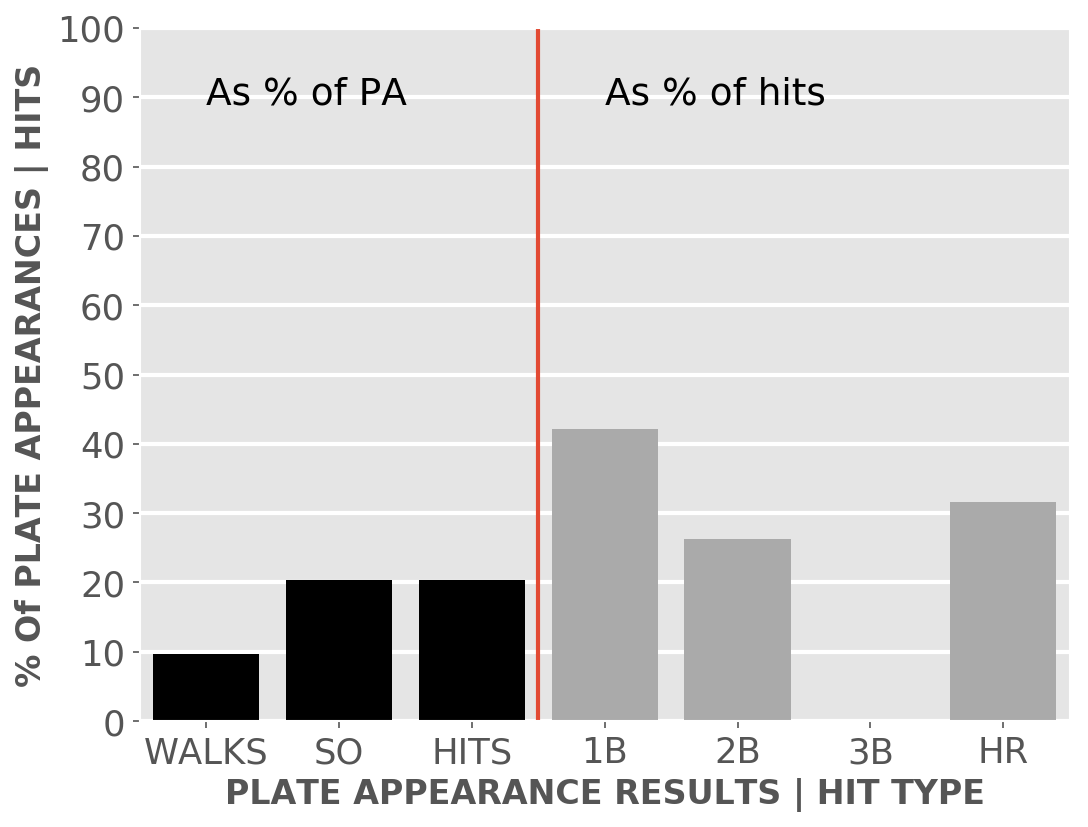 100
As % of PA
As % of hits
90
80
70
60
50
40
30
20
10
0
% Of PLATE APPEARANCES | HITS
WALKS SO HITS 1B 2B 3B HR
PLATE APPEARANCE RESULTS | HIT TYPE